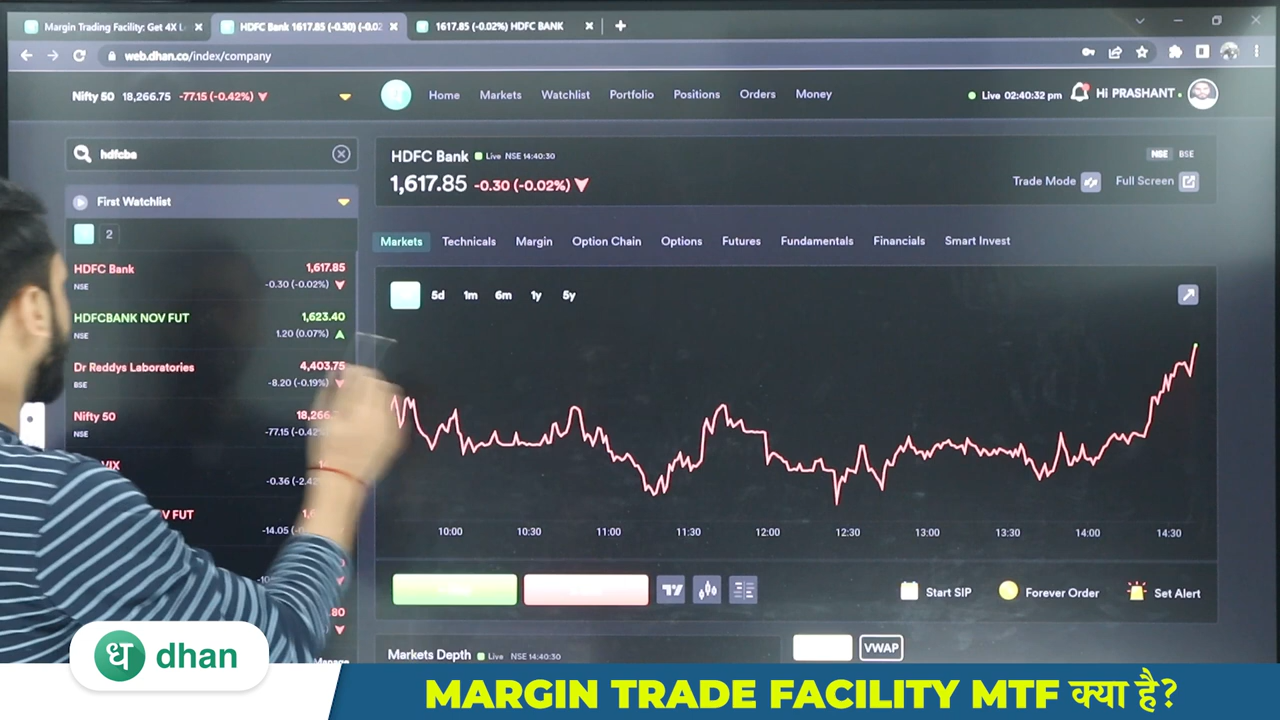 Margin Trading Facility: Get 4X L
HDFC Bank 1617.85 (-0.30) (-0.02
1617.85 (-0.02%) HDFC BANK
web.dhan.co/index/company
Nifty 50 18,266.75 -77.15 (-0.42%)
Home Markets Watchlist Portfolio Positions Orders Money
Live 02:40:32 pm
Hi PRASHANT
hdfcba
First Watchlist
2
HDFC Bank 1,617.85
NSE -0.30 (-0.02%)
HDFCBANK NOV FUT 1,623.40
NSE 1.20 (0.07%)
Dr Reddys Laboratories 4,403.75
BSE -8.20 (-0.19%)
Nifty 50 18,266.
NSE -77.15 (-0.42
VIX
-0.36 (-2.42
V FUT
-14.05
.80
Manage
HDFC Bank Live NSE 14:40:30
1,617.85 -0.30 (-0.02%)
NSE BSE
Trade Mode Full Screen
Markets Technicals Margin Option Chain Options Futures Fundamentals Financials Smart Invest
5d 1m 6m 1y 5y
10:00 10:30 11:00 11:30 12:00 12:30 13:00 13:30 14:00 14:30
Start SIP Forever Order Set Alert
Markets Depth Live NSE 14:40:30
VWAP
ध dhan
MARGIN TRADE FACILITY MTF क्या है?